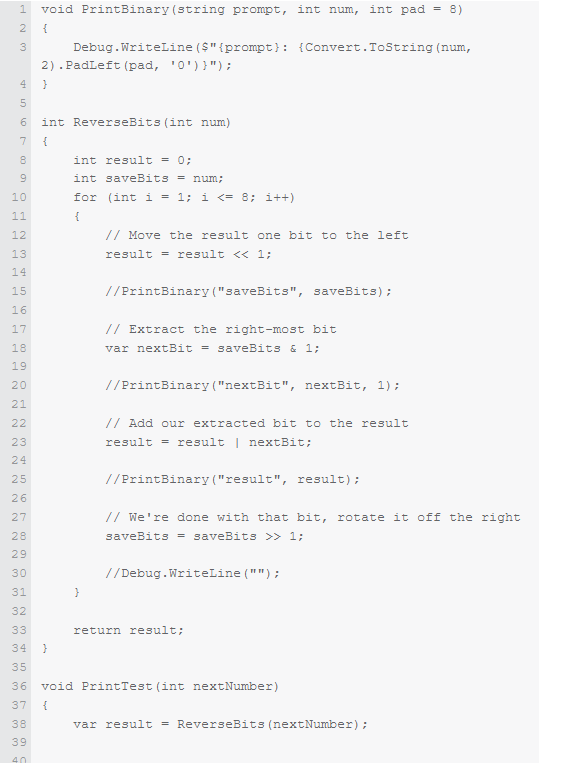 1 void PrintBinary(string prompt, int num, int pad = 8)
2 {
3     Debug.WriteLine($"{prompt}: {Convert.ToString(num,
2).PadLeft(pad, '0')}");
4 }
5
6 int ReverseBits(int num)
7 {
8     int result = 0;
9     int saveBits = num;
10     for (int i = 1; i <= 8; i++)
11     {
12         // Move the result one bit to the left
13         result = result << 1;
14
15         //PrintBinary("saveBits", saveBits);
16
17         // Extract the right-most bit
18         var nextBit = saveBits & 1;
19
20         //PrintBinary("nextBit", nextBit, 1);
21
22         // Add our extracted bit to the result
23         result = result | nextBit;
24
25         //PrintBinary("result", result);
26
27         // We're done with that bit, rotate it off the right
28         saveBits = saveBits >> 1;
29
30         //Debug.WriteLine("");
31     }
32
33     return result;
34 }
35
36 void PrintTest(int nextNumber)
37 {
38     var result = ReverseBits(nextNumber);
39
40